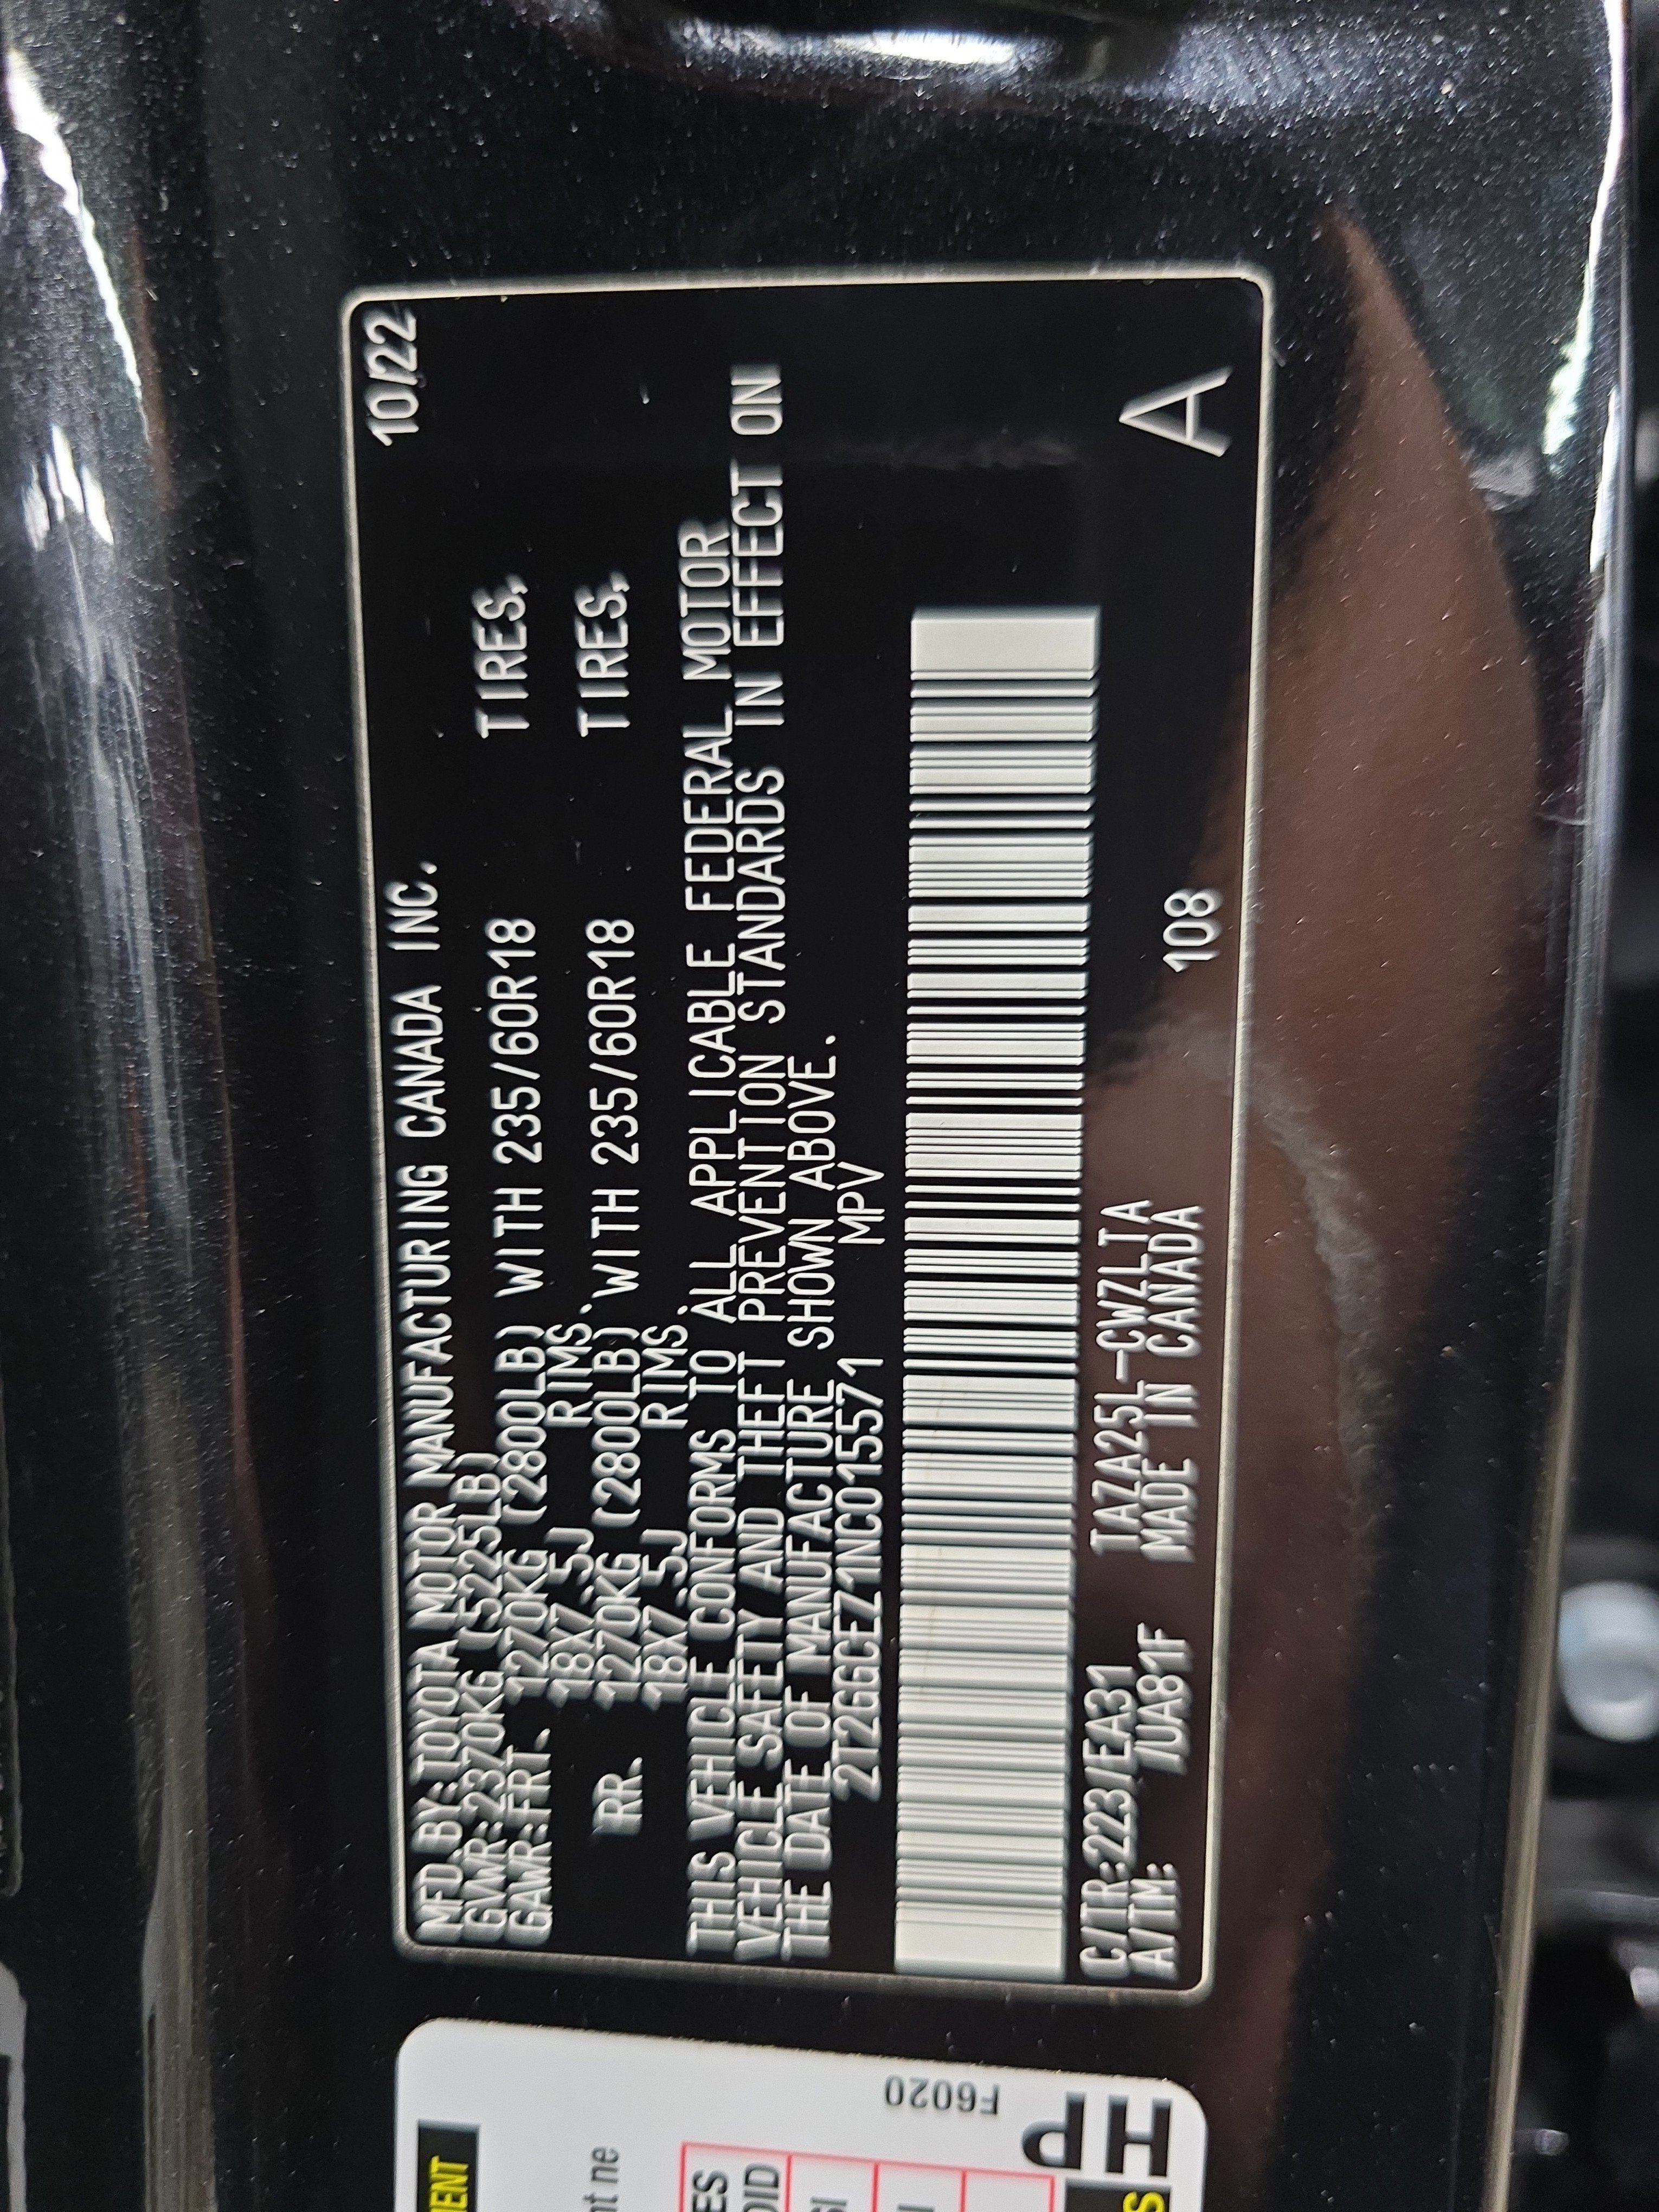 10/22
MFD.BY:TOYOTA MOTOR MANUFACTURING CANADA INC.
GVWR:2370KG (5225LB)
GAWR:FRT. 1270KG (2800LB) WITH 235/60R18 TIRES,
18X7.5J RIMS.
RR. 1270KG (2800LB) WITH 235/60R18 TIRES,
18X7.5J RIMS.
THIS VEHICLE CONFORMS TO ALL APPLICABLE FEDERAL MOTOR
VEHICLE SAFETY AND THEFT PREVENTION STANDARDS IN EFFECT ON
THE DATE OF MANUFACTURE SHOWN ABOVE.
2T2GGCEZ1NC015571 MPV
C/TR:223/EA31 TAZA25L-CWZLTA
A/TM: /UA81F MADE IN CANADA 108
A
F6020
HP